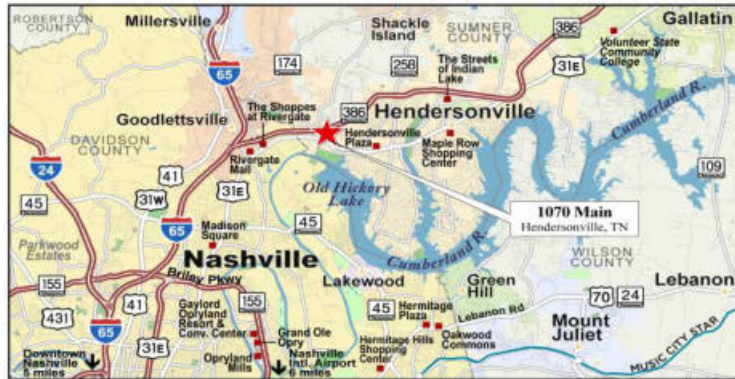 ROBERTSON
COUNTY
Millersville
Shackle
Island
SUMNER
COUNTY
386
Gallatin
174
258
31E
Volunteer State
Community
College
65
The Streets
of Indian
Lake
Goodlettsville
The Shoppes
at Rivergate
386
Hendersonville
Cumberland R.
DAVIDSON
COUNTY
Hendersonville
Plaza
Maple Row
Shopping
Center
Rivergate
Mall
24
41
31W
31E
Old Hickory
Lake
109
45
65
Madison
Square
45
1070 Main
Hendersonville, TN
Parkwood
Estates
Nashville
Cumberland R.
WILSON
COUNTY
155
Briley Pkwy
Lakewood
Green
Hill
Lebanon
41
155
45
Hermitage
Plaza
Lebanon Rd
70
24
431
Gaylord
Opryland
Resort &
Conv. Center
Grand Ole
Opry
Mount
Juliet
65
31E
Opryland
Mills
Hermitage Hills
Shopping
Center
Oakwood
Commons
MUSIC CITY STAR
Downtown
Nashville
5 miles
Nashville
Intl. Airport
6 miles